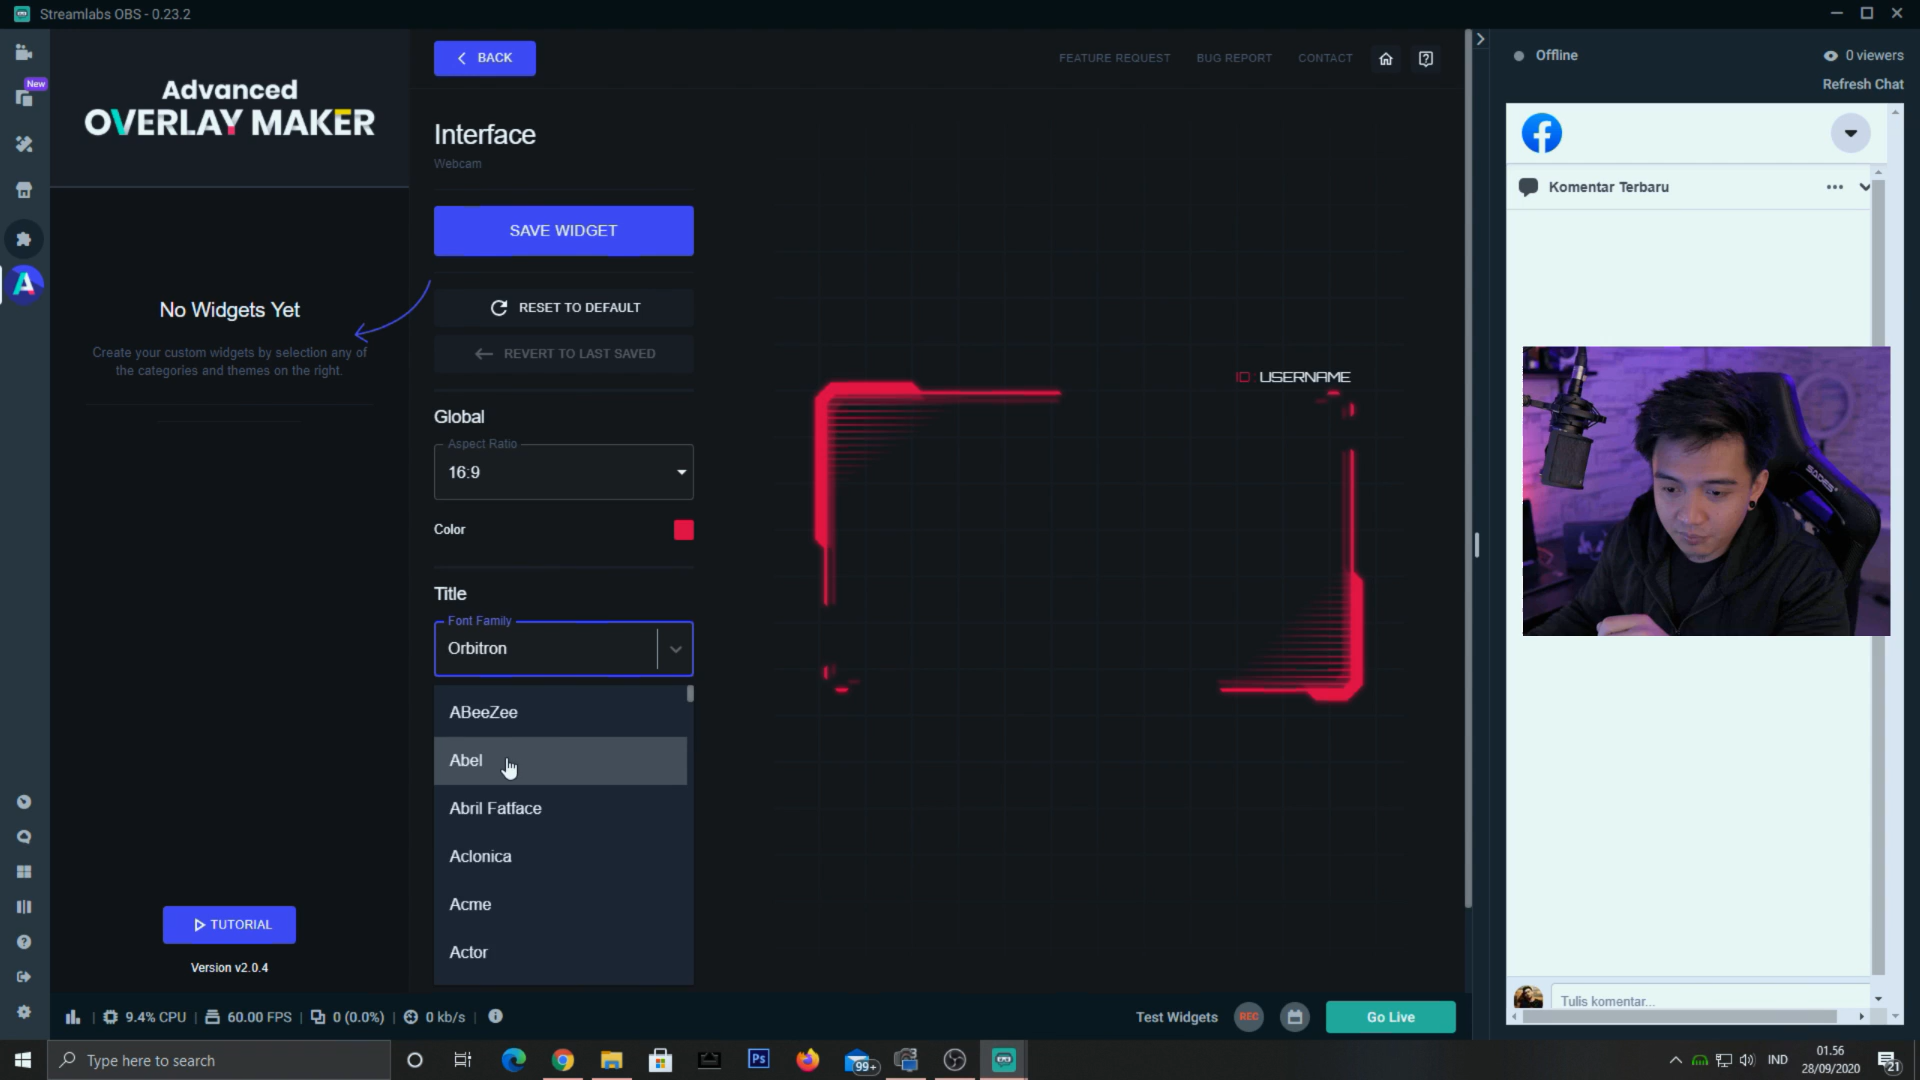 Streamlabs OBS - 0.23.2
New
Advanced
OVERLAY MAKER
No Widgets Yet
Create your custom widgets by selection any of
the categories and themes on the right.
TUTORIAL
Version v2.0.4
BACK
FEATURE REQUEST
BUG REPORT
CONTACT
Interface
Webcam
SAVE WIDGET
RESET TO DEFAULT
REVERT TO LAST SAVED
Global
Aspect Ratio
16:9
Color
Title
Font Family
Orbitron
ABeeZee
Abel
Abril Fatface
Aclonica
Acme
Actor
ID : USERNAME
Offline
0 viewers
Refresh Chat
Komentar Terbaru
SADES
Tulis komentar...
9.4% CPU
60.00 FPS
0 (0.0%)
0 kb/s
Test Widgets
REC
Go Live
Type here to search
Ps
99+
IND
01.56
28/09/2020
21